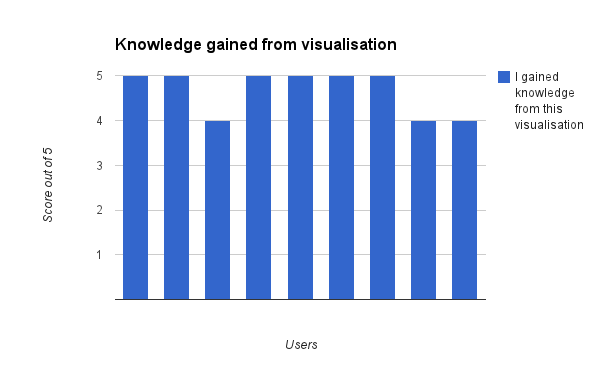 Knowledge gained from visualisation
5
4
3
2
1
Score out of 5
Users
I gained
knowledge
from this
visualisation